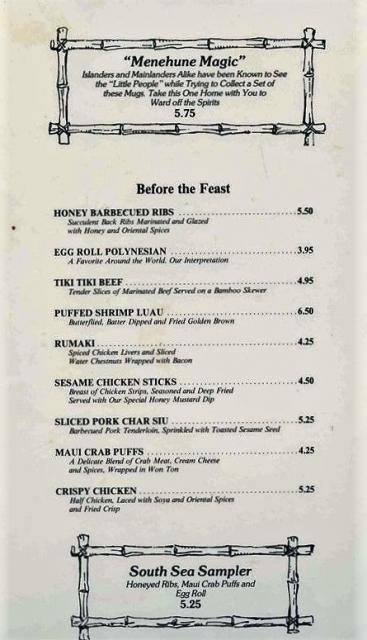 "Menehune Magic"
Islanders and Mainlanders Alike have been Known to See
the "Little People" while Trying to Collect a Set of
these Mugs. Take this One Home with You to
Ward off the Spirits
5.75
Before the Feast
HONEY BARBECUED RIBS ..............................5.50
Succulent Back Ribs Marinated and Glazed
with Honey and Oriental Spices
EGG ROLL POLYNESIAN ..............................3.95
A Favorite Around the World. Our Interpretation
TIKI TIKI BEEF ..............................4.95
Tender Slices of Marinated Beef Served on a Bamboo Skewer
PUFFED SHRIMP LUAU ..............................6.50
Butterflied, Batter Dipped and Fried Golden Brown
RUMAKI ..............................4.25
Spiced Chicken Livers and Sliced
Water Chestnuts Wrapped with Bacon
SESAME CHICKEN STICKS ..............................4.50
Breast of Chicken Strips, Seasoned and Deep Fried
Served with Our Special Honey Mustard Dip
SLICED PORK CHAR SIU ..............................5.25
Barbecued Pork Tenderloin, Sprinkled with Toasted Sesame Seed
MAUI CRAB PUFFS ..............................4.25
A Delicate Blend of Crab Meat, Cream Cheese
and Spices, Wrapped in Won Ton
CRISPY CHICKEN ..............................5.25
Half Chicken, Laced with Soya and Oriental Spices
and Fried Crisp
South Sea Sampler
Honeyed Ribs, Maui Crab Puffs and
Egg Roll
5.25